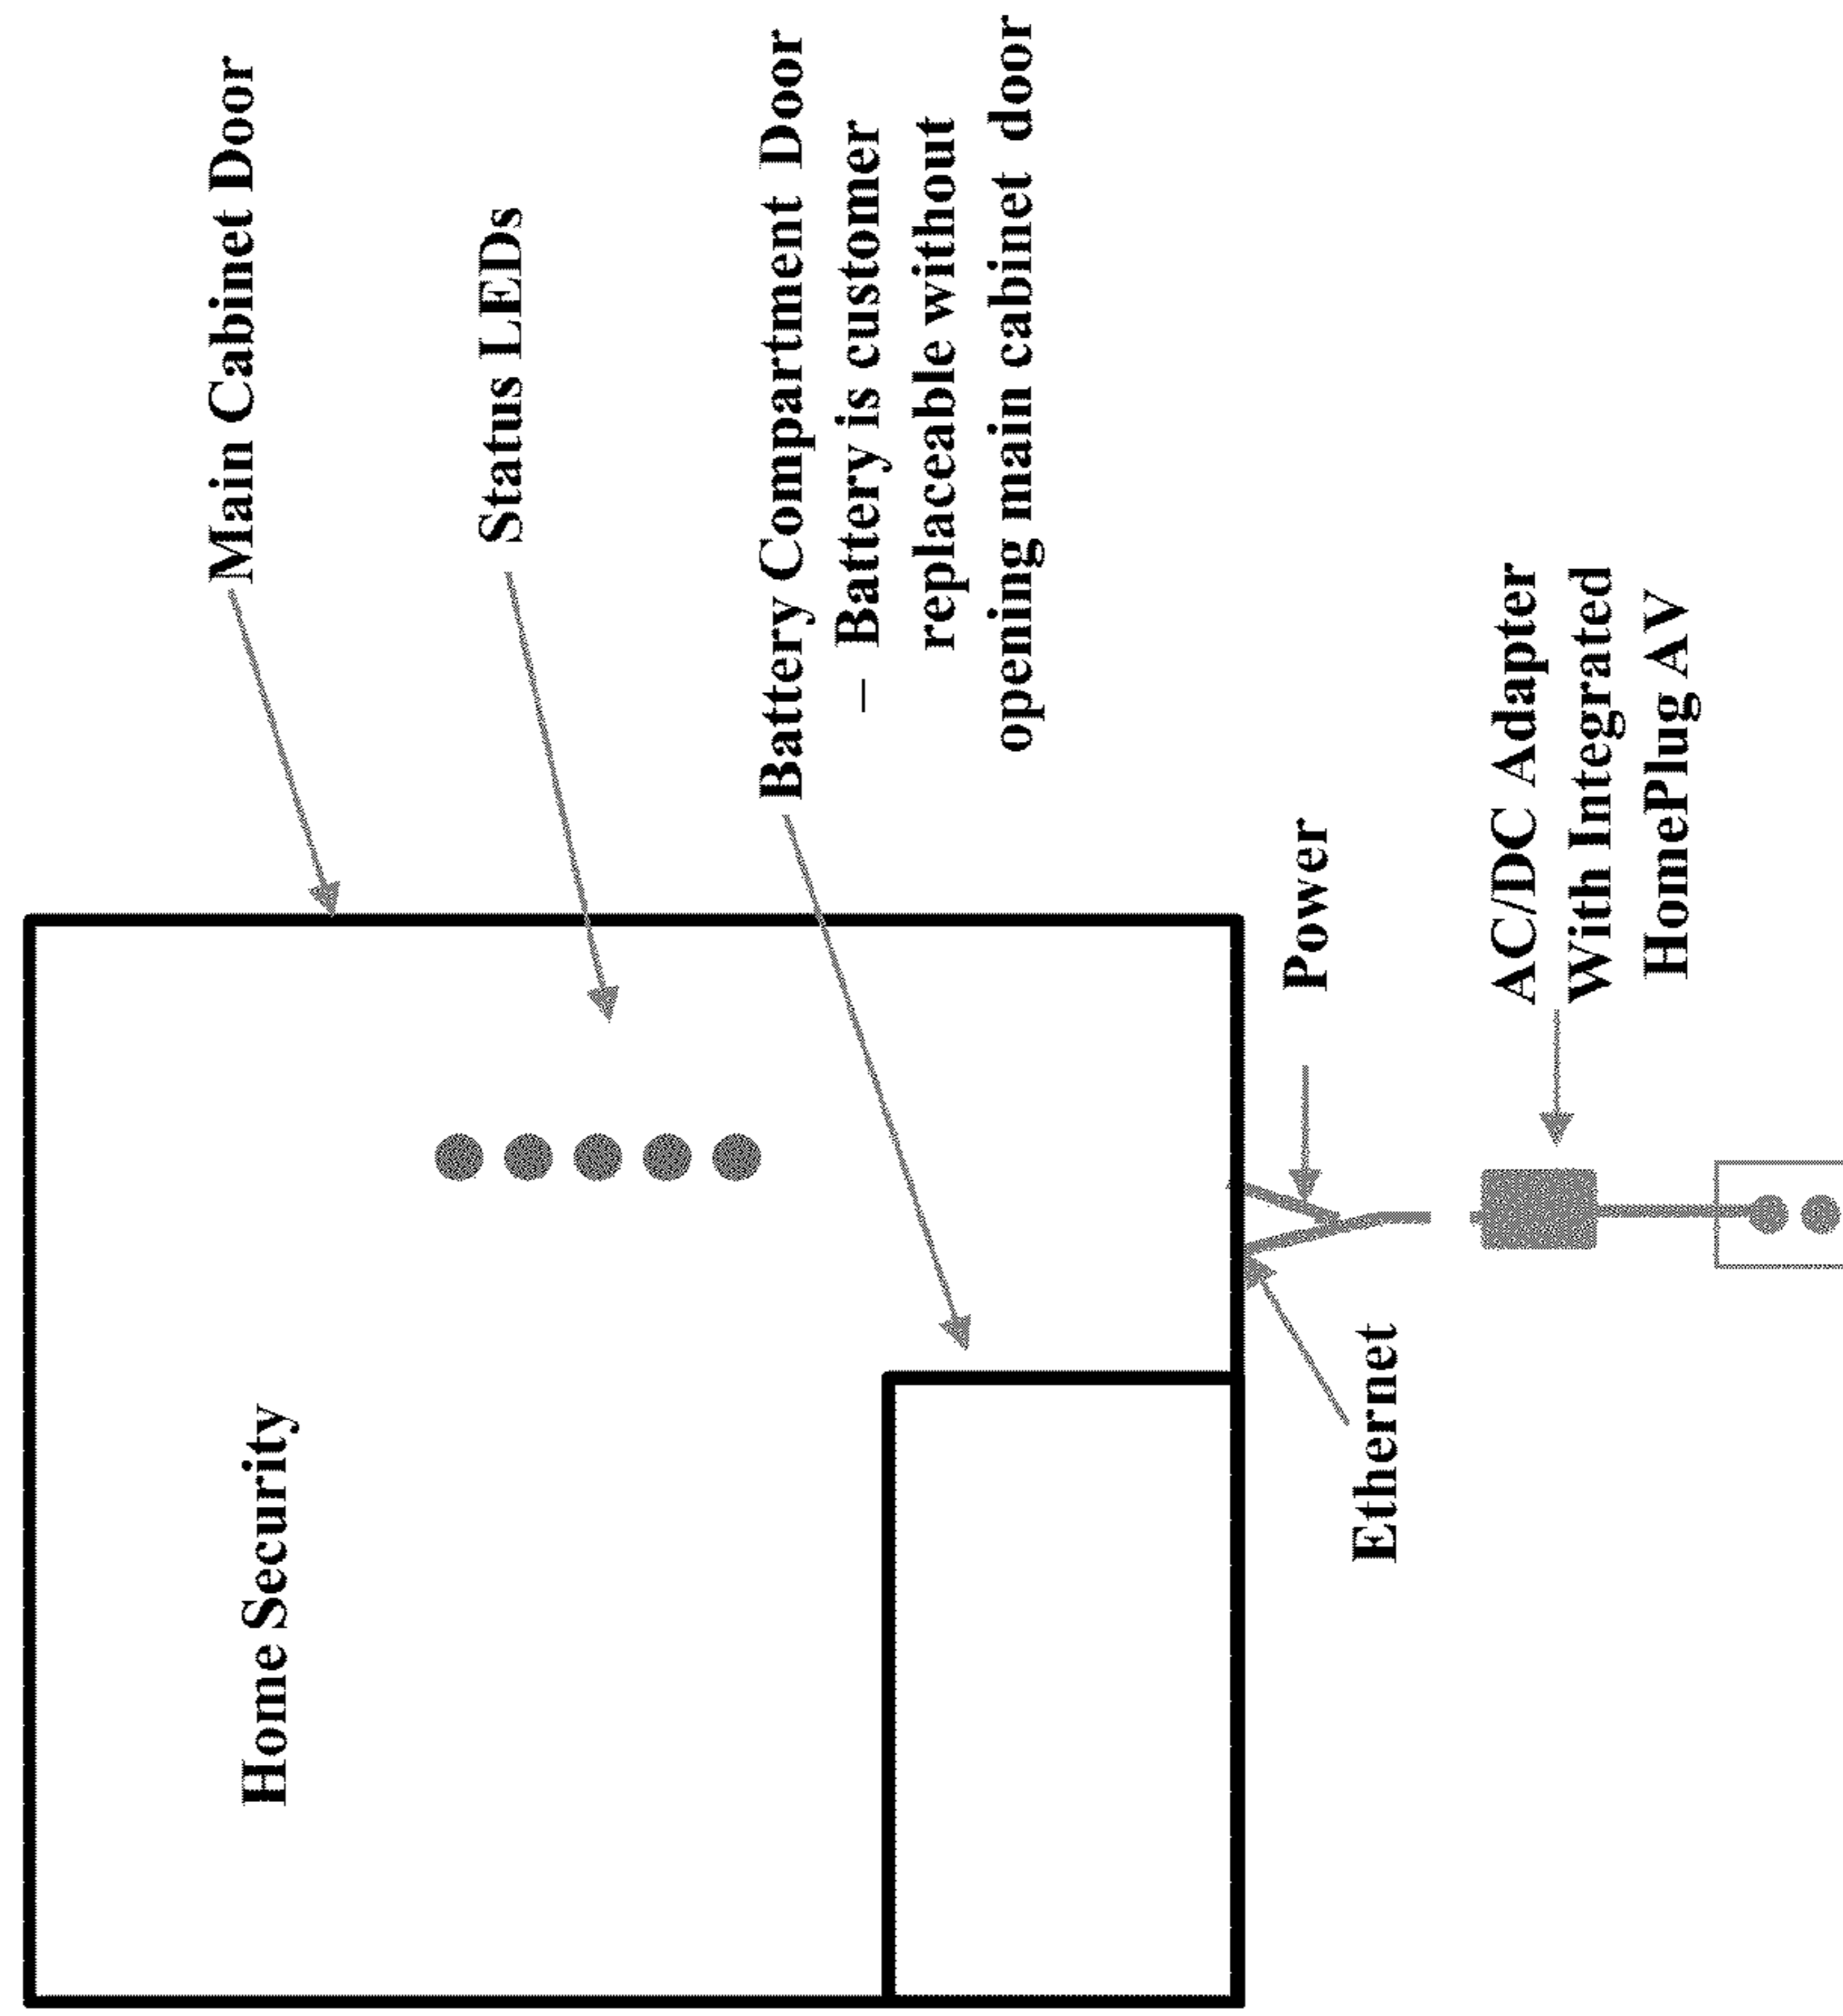 Main Cabinet Door
Home Security
Status LEDs
Battery Compartment Door
– Battery is customer
replaceable without
opening main cabinet door
Power
Ethernet
AC/DC Adapter
With Integrated
HomePlug AV